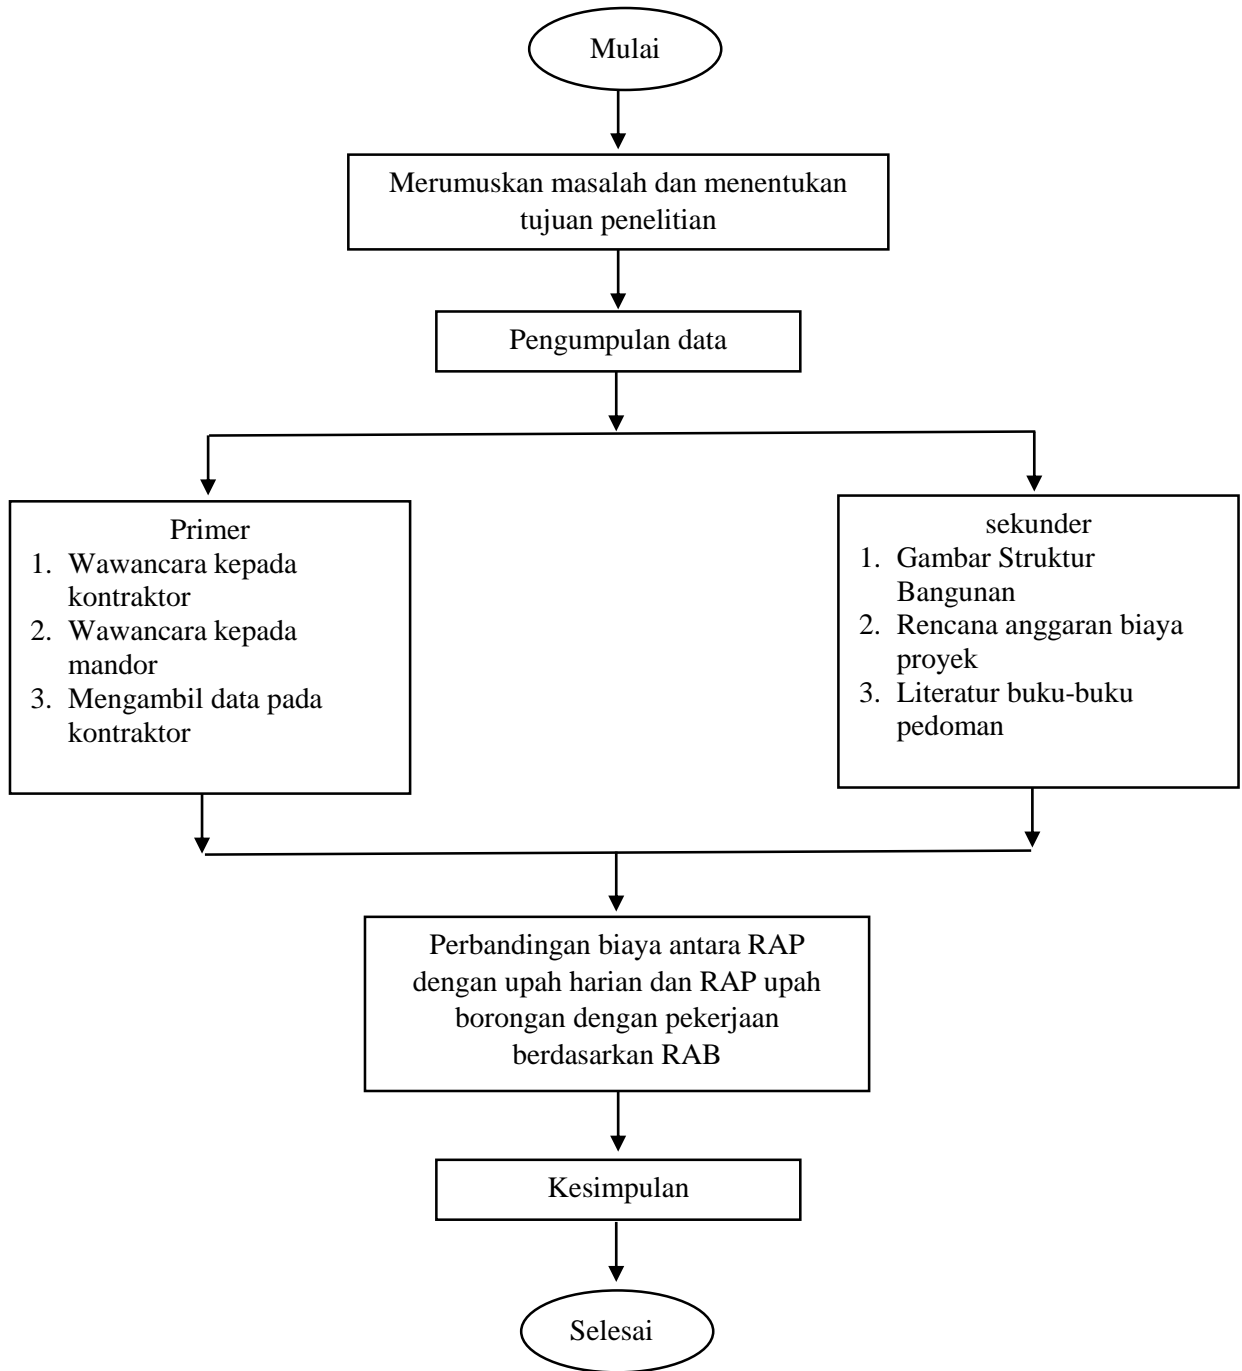 Mulai
Merumuskan masalah dan menentukan
tujuan penelitian
Pengumpulan data
Primer
1. Wawancara kepada
kontraktor
2. Wawancara kepada
mandor
3. Mengambil data pada
kontraktor
sekunder
1. Gambar Struktur
Bangunan
2. Rencana anggaran biaya
proyek
3. Literatur buku-buku
pedoman
Perbandingan biaya antara RAP
dengan upah harian dan RAP upah
borongan dengan pekerjaan
berdasarkan RAB
Kesimpulan
Selesai